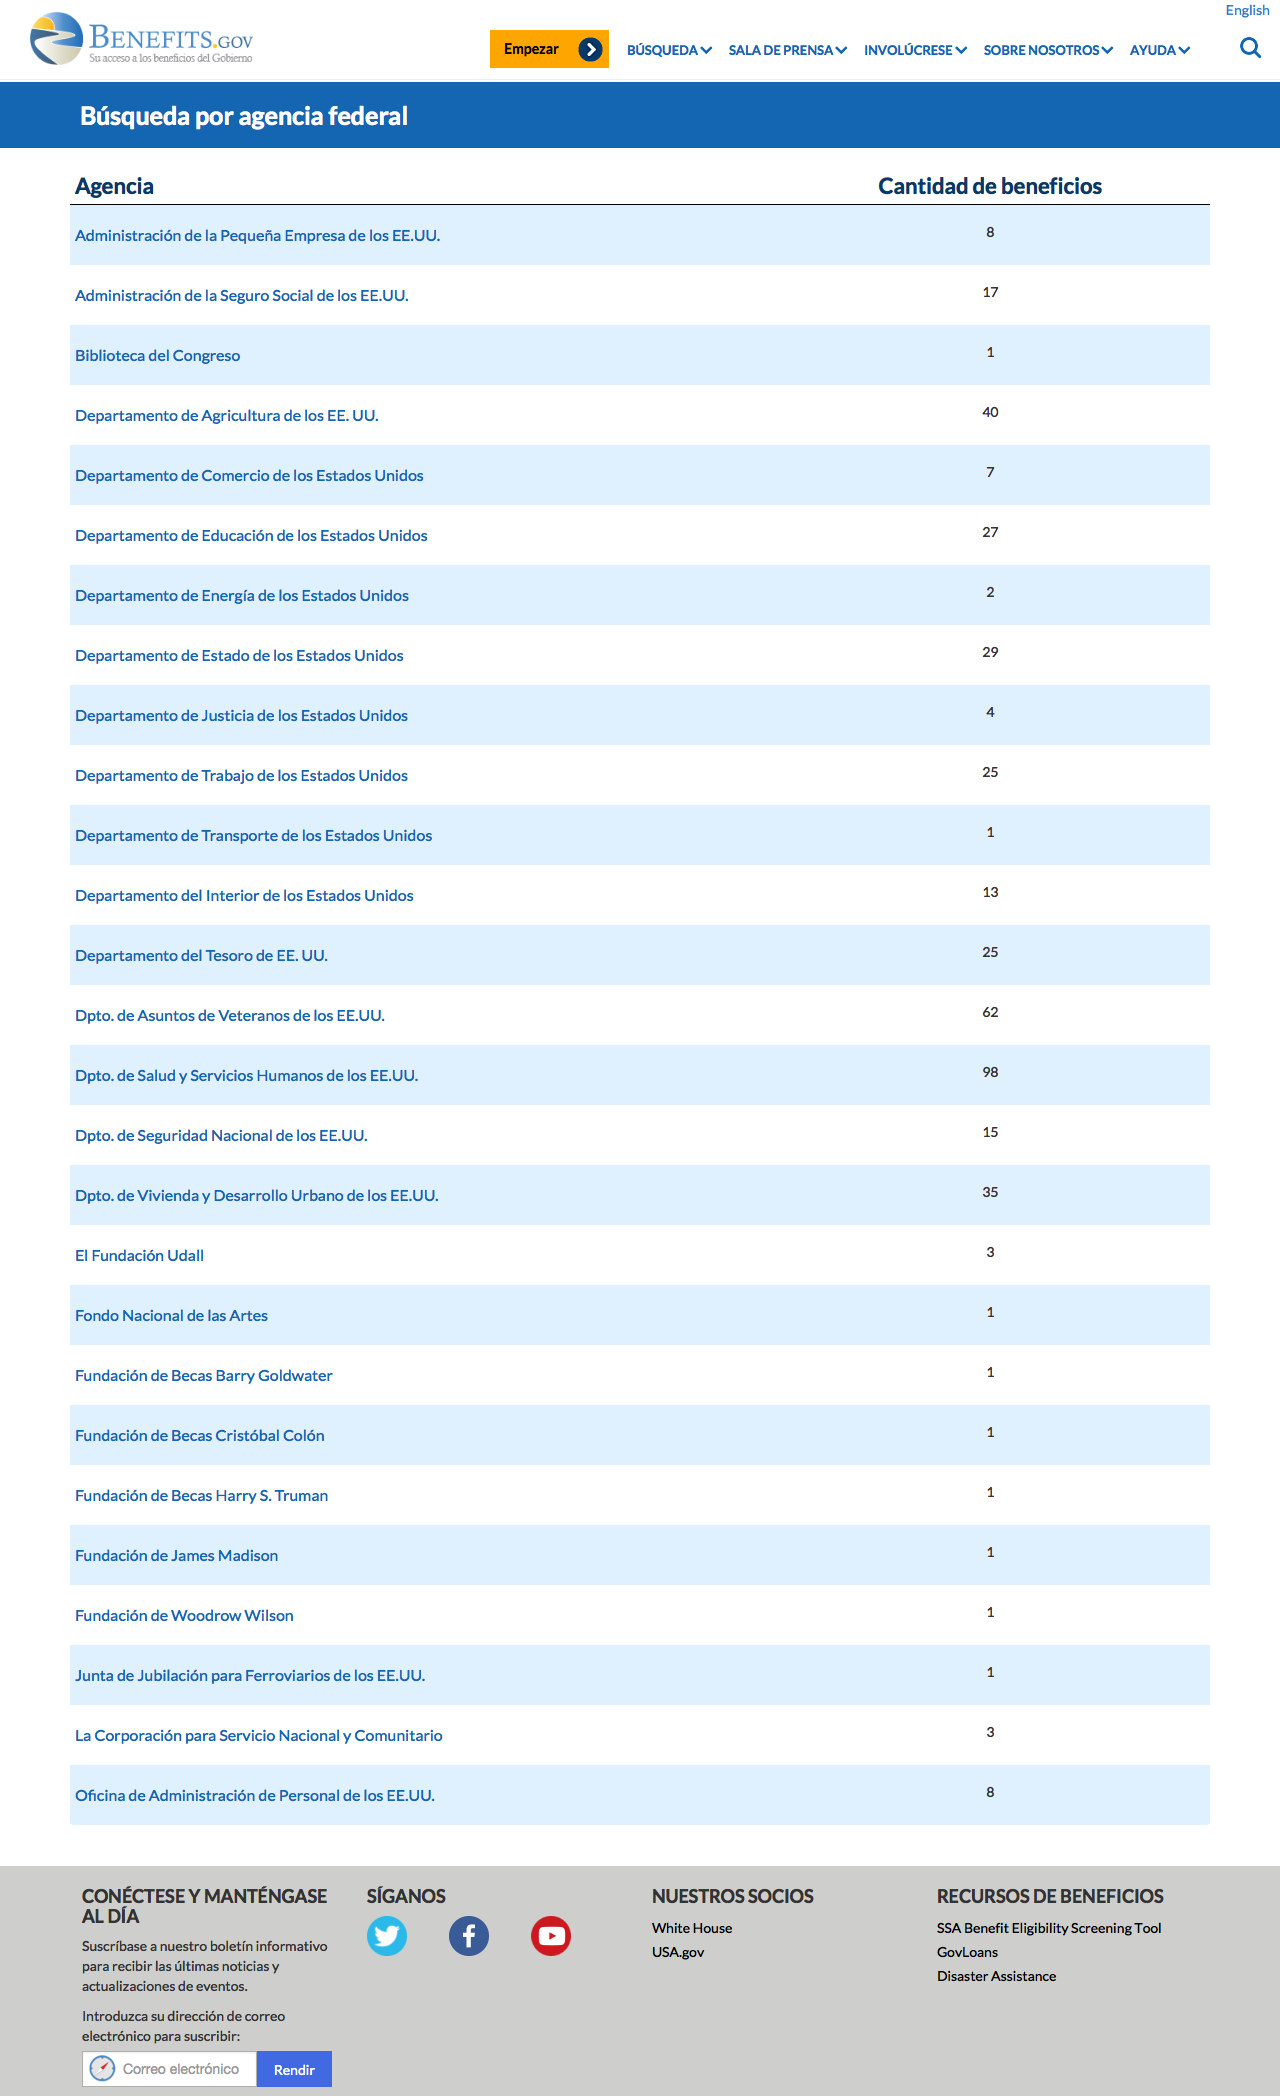 English
BENEFITS.GOV
Su acceso a los beneficios del Gobierno
Empezar
BÚSQUEDA SALA DE PRENSA INVOLÚCRESE SOBRE NOSOTROS AYUDA
Búsqueda por agencia federal
Agencia Cantidad de beneficios
Administración de la Pequeña Empresa de los EE.UU. 8
Administración de la Seguro Social de los EE.UU. 17
Biblioteca del Congreso 1
Departamento de Agricultura de los EE. UU. 40
Departamento de Comercio de los Estados Unidos 7
Departamento de Educación de los Estados Unidos 27
Departamento de Energía de los Estados Unidos 2
Departamento de Estado de los Estados Unidos 29
Departamento de Justicia de los Estados Unidos 4
Departamento de Trabajo de los Estados Unidos 25
Departamento de Transporte de los Estados Unidos 1
Departamento del Interior de los Estados Unidos 13
Departamento del Tesoro de EE. UU. 25
Dpto. de Asuntos de Veteranos de los EE.UU. 62
Dpto. de Salud y Servicios Humanos de los EE.UU. 98
Dpto. de Seguridad Nacional de los EE.UU. 15
Dpto. de Vivienda y Desarrollo Urbano de los EE.UU. 35
El Fundación Udall 3
Fondo Nacional de las Artes 1
Fundación de Becas Barry Goldwater 1
Fundación de Becas Cristóbal Colón 1
Fundación de Becas Harry S. Truman 1
Fundación de James Madison 1
Fundación de Woodrow Wilson 1
Junta de Jubilación para Ferroviarios de los EE.UU. 1
La Corporación para Servicio Nacional y Comunitario 3
Oficina de Administración de Personal de los EE.UU. 8
CONÉCTESE Y MANTÉNGASE
AL DÍA
Suscríbase a nuestro boletín informativo
para recibir las últimas noticias y
actualizaciones de eventos.
Introduzca su dirección de correo
electrónico para suscribir:
Correo electrónico Rendir
SÍGANOS
NUESTROS SOCIOS
White House
USA.gov
RECURSOS DE BENEFICIOS
SSA Benefit Eligibility Screening Tool
GovLoans
Disaster Assistance